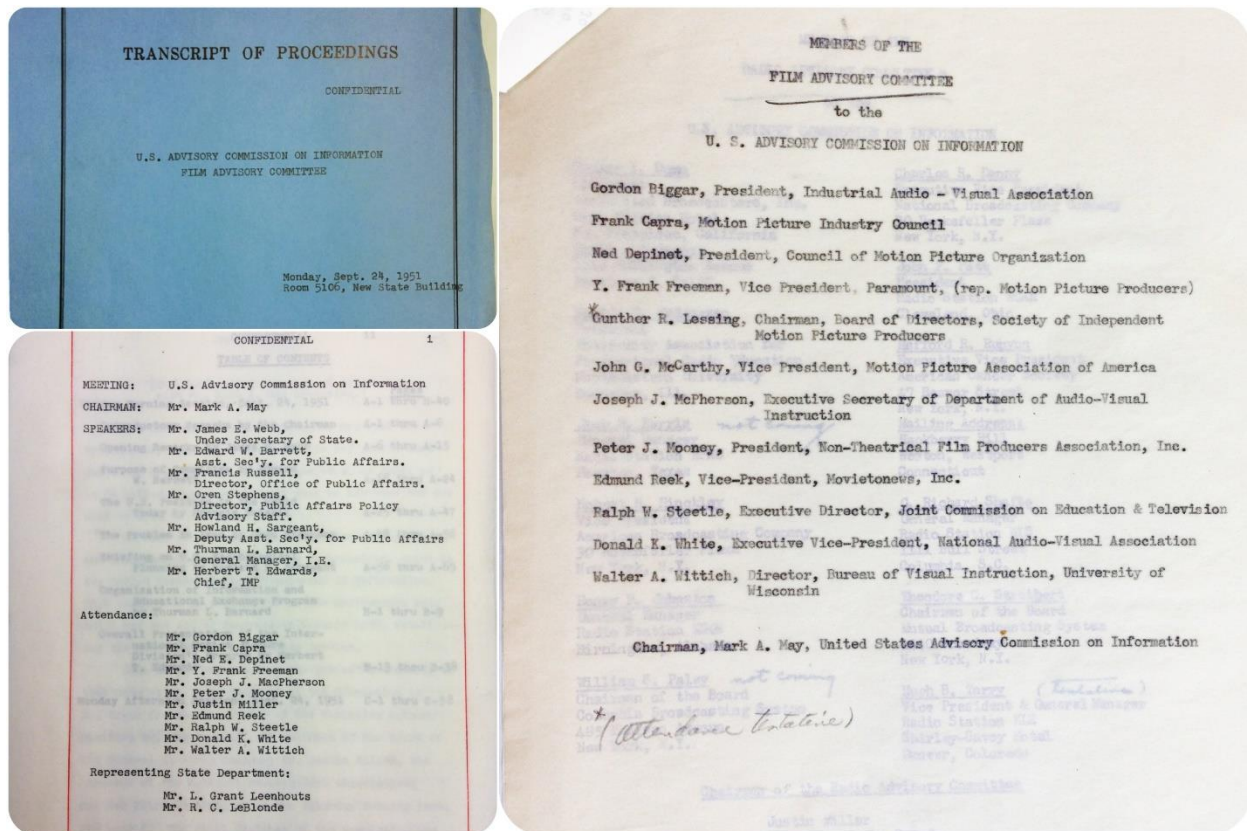 TRANSCRIPT OF PROCEEDINGS
CONFIDENTIAL
U.S. ADVISORY COMMISSION ON INFORMATION
FILM ADVISORY COMMITTEE
Monday, Sept. 24, 1951
Room 5106, New State Building
CONFIDENTIAL 1
MEETING: U.S. Advisory Commission on Information
CHAIRMAN: Mr. Mark A. May
SPEAKERS: Mr. James E. Webb,
Under Secretary of State.
Mr. Edward W. Barrett,
Asst. Sec'y. for Public Affairs.
Mr. Francis Russell,
Director, Office of Public Affairs.
Mr. Oren Stephens,
Director, Public Affairs Policy
Advisory Staff.
Mr. Howland H. Sargeant,
Deputy Asst. Sec'y. for Public Affairs
Mr. Thurman L. Barnard,
General Manager, I.E.
Mr. Herbert T. Edwards,
Chief, IMP
Attendance:
Mr. Gordon Biggar
Mr. Frank Capra
Mr. Ned E. Depinet
Mr. Y. Frank Freeman
Mr. Joseph J. MacPherson
Mr. Peter J. Mooney
Mr. Justin Miller
Mr. Edmund Reek
Mr. Ralph W. Steetle
Mr. Donald K. White
Mr. Walter A. Wittich
Representing State Department:
Mr. L. Grant Leenhouts
Mr. R. C. LeBlonde
MEMBERS OF THE
FILM ADVISORY COMMITTEE
to the
U. S. ADVISORY COMMISSION ON INFORMATION
Gordon Biggar, President, Industrial Audio - Visual Association
Frank Capra, Motion Picture Industry Council
Ned Depinet, President, Council of Motion Picture Organization
Y. Frank Freeman, Vice President, Paramount, (rep. Motion Picture Producers)
*Gunther R. Lessing, Chairman, Board of Directors, Society of Independent
Motion Picture Producers
John G. McCarthy, Vice President, Motion Picture Association of America
Joseph J. McPherson, Executive Secretary of Department of Audio-Visual
Instruction
Peter J. Mooney, President, Non-Theatrical Film Producers Association, Inc.
Edmund Reek, Vice-President, Movietonews, Inc.
Ralph W. Steetle, Executive Director, Joint Commission on Education & Television
Donald K. White, Executive Vice-President, National Audio-Visual Association
Walter A. Wittich, Director, Bureau of Visual Instruction, University of
Wisconsin
Chairman, Mark A. May, United States Advisory Commission on Information
* (Attendance tentative)